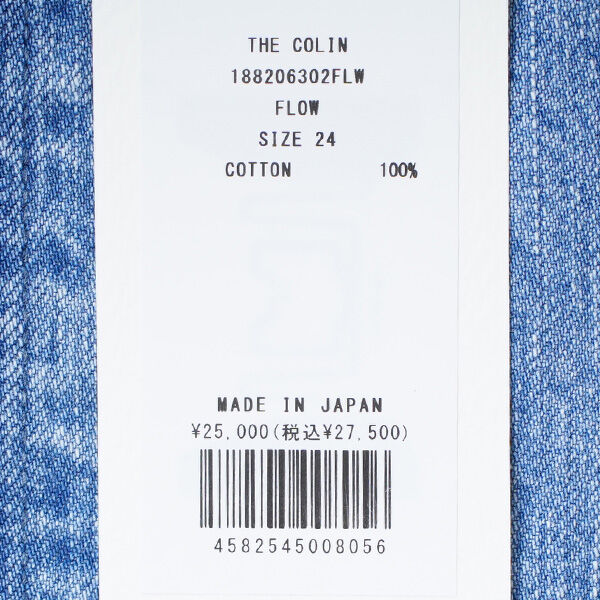 THE COLIN
188206302FLW
FLOW
SIZE 24
COTTON 100%
MADE IN JAPAN
¥25,000(税込¥27,500)
4582545008056